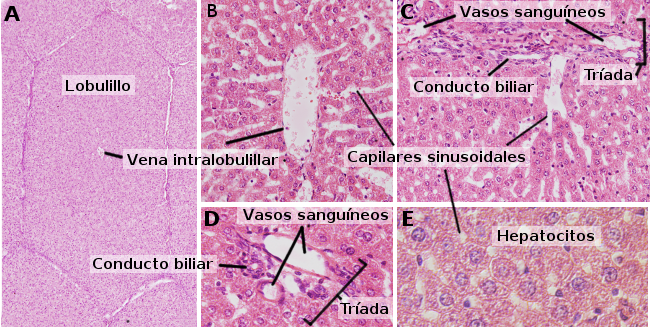 A
B
C
Vasos sanguíneos
Lobulillo
Conducto biliar
Tríada
Vena intralobulillar
Capilares sinusoidales
D
Vasos sanguíneos
E
Hepatocitos
Conducto biliar
Tríada